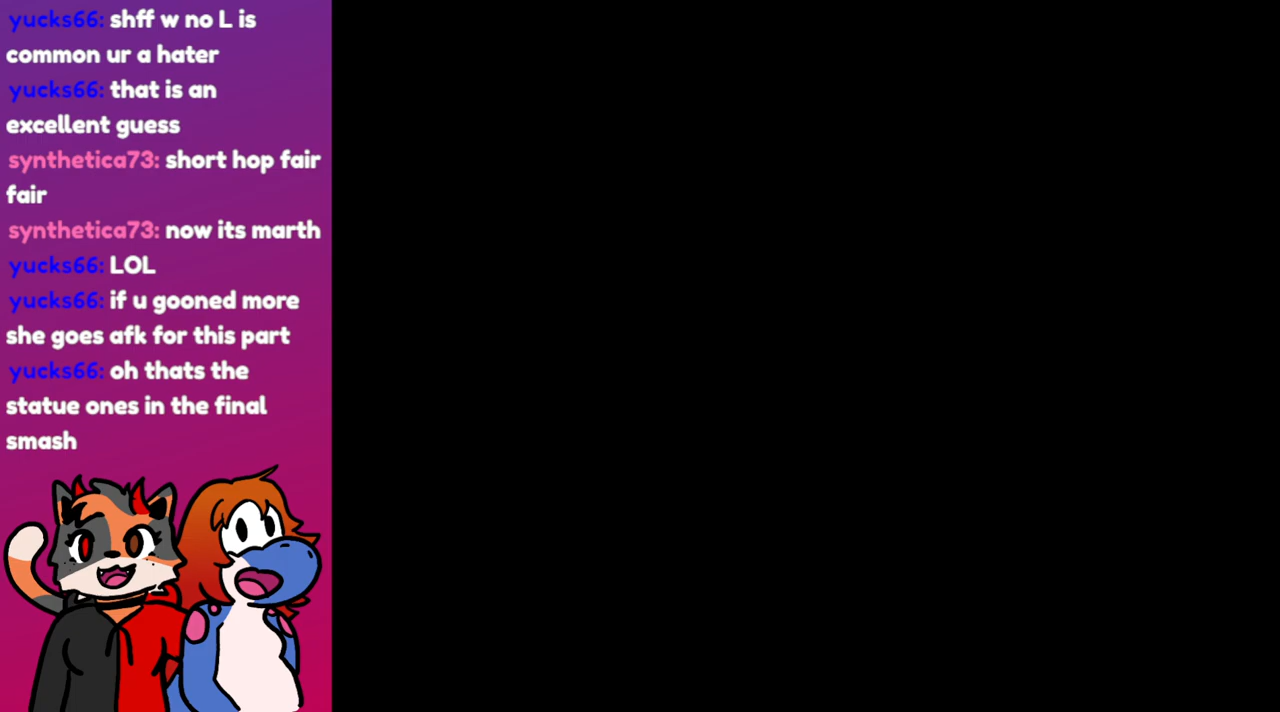 yucks66: shff w no L is
common ur a hater
yucks66: that is an
excellent guess
synthetica73: short hop fair
fair
synthetica73: now its marth
yucks66: LOL
yucks66: if u gooned more
she goes afk for this part
yucks66: oh thats the
statue ones in the final
smash